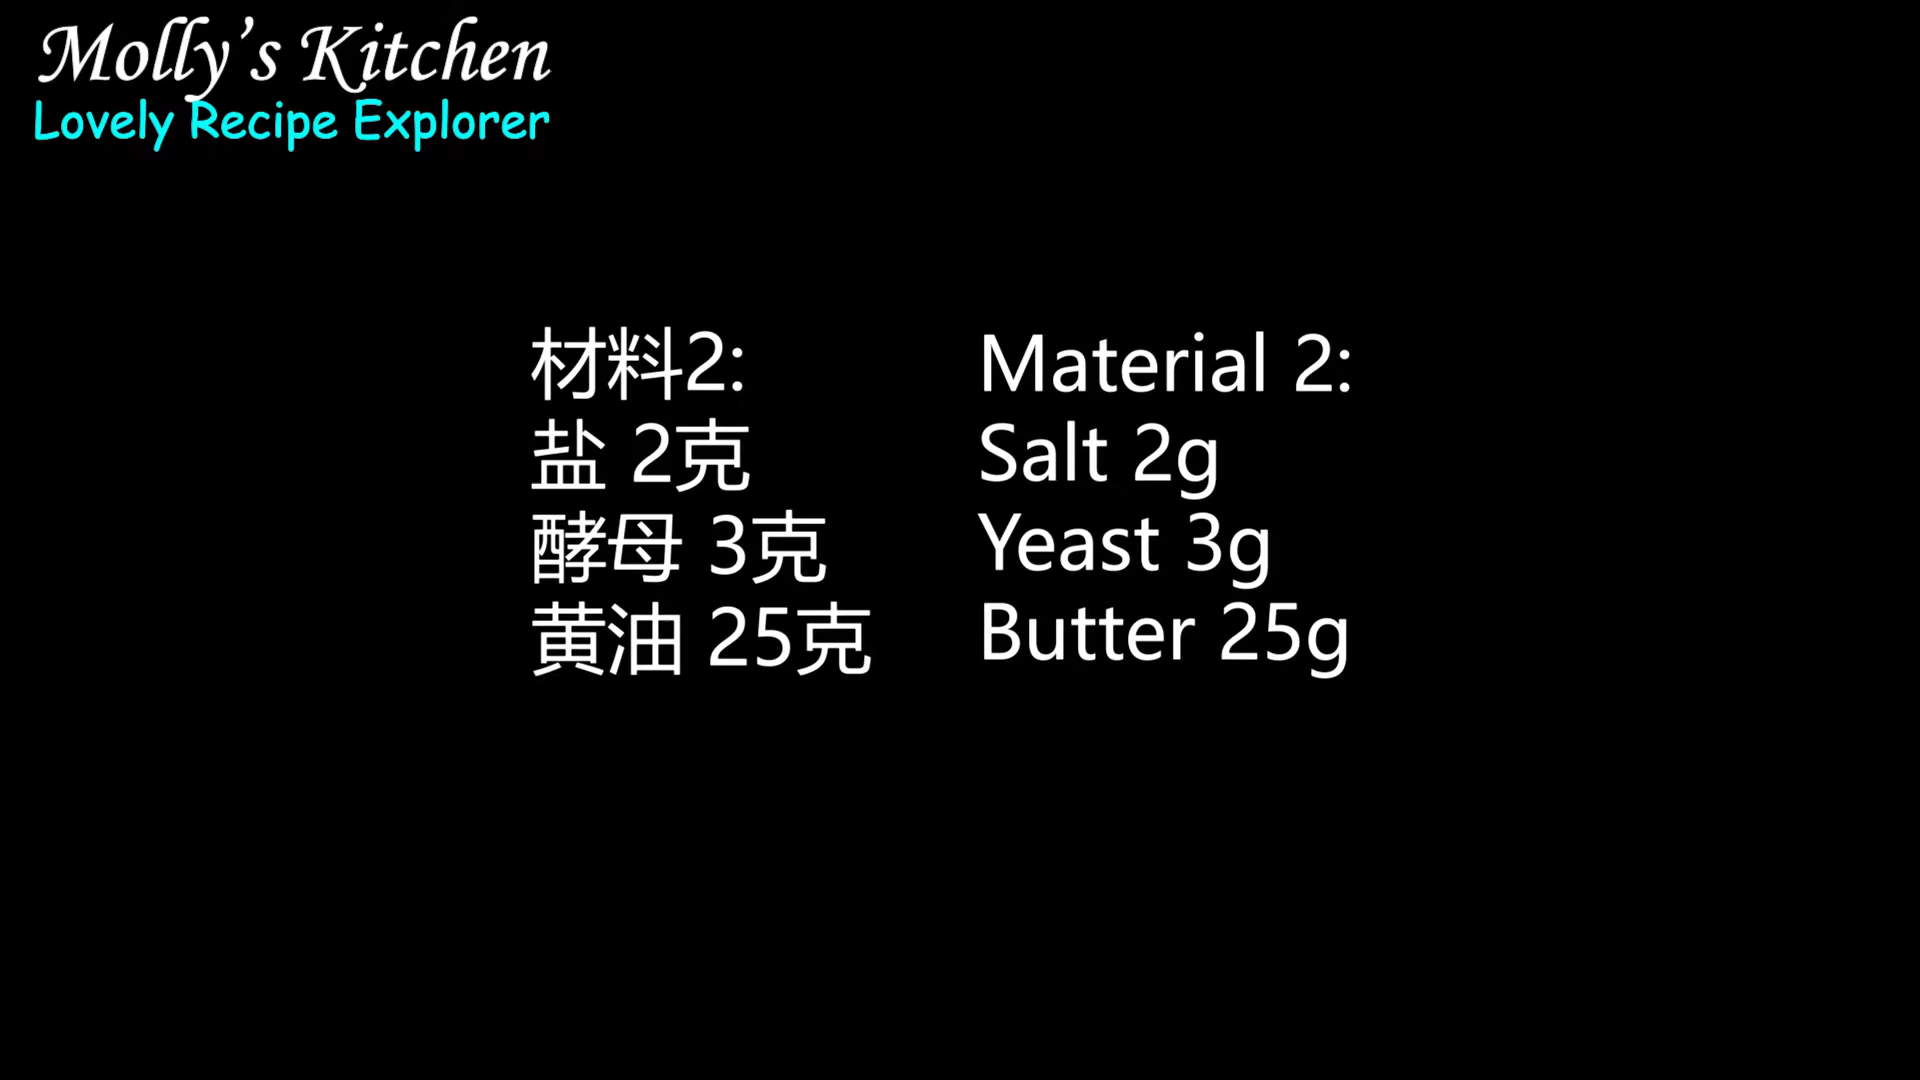 Molly's Kitchen
Lovely Recipe Explorer
材料2:
盐 2克
酵母 3克
黄油 25克
Material 2:
Salt 2g
Yeast 3g
Butter 25g